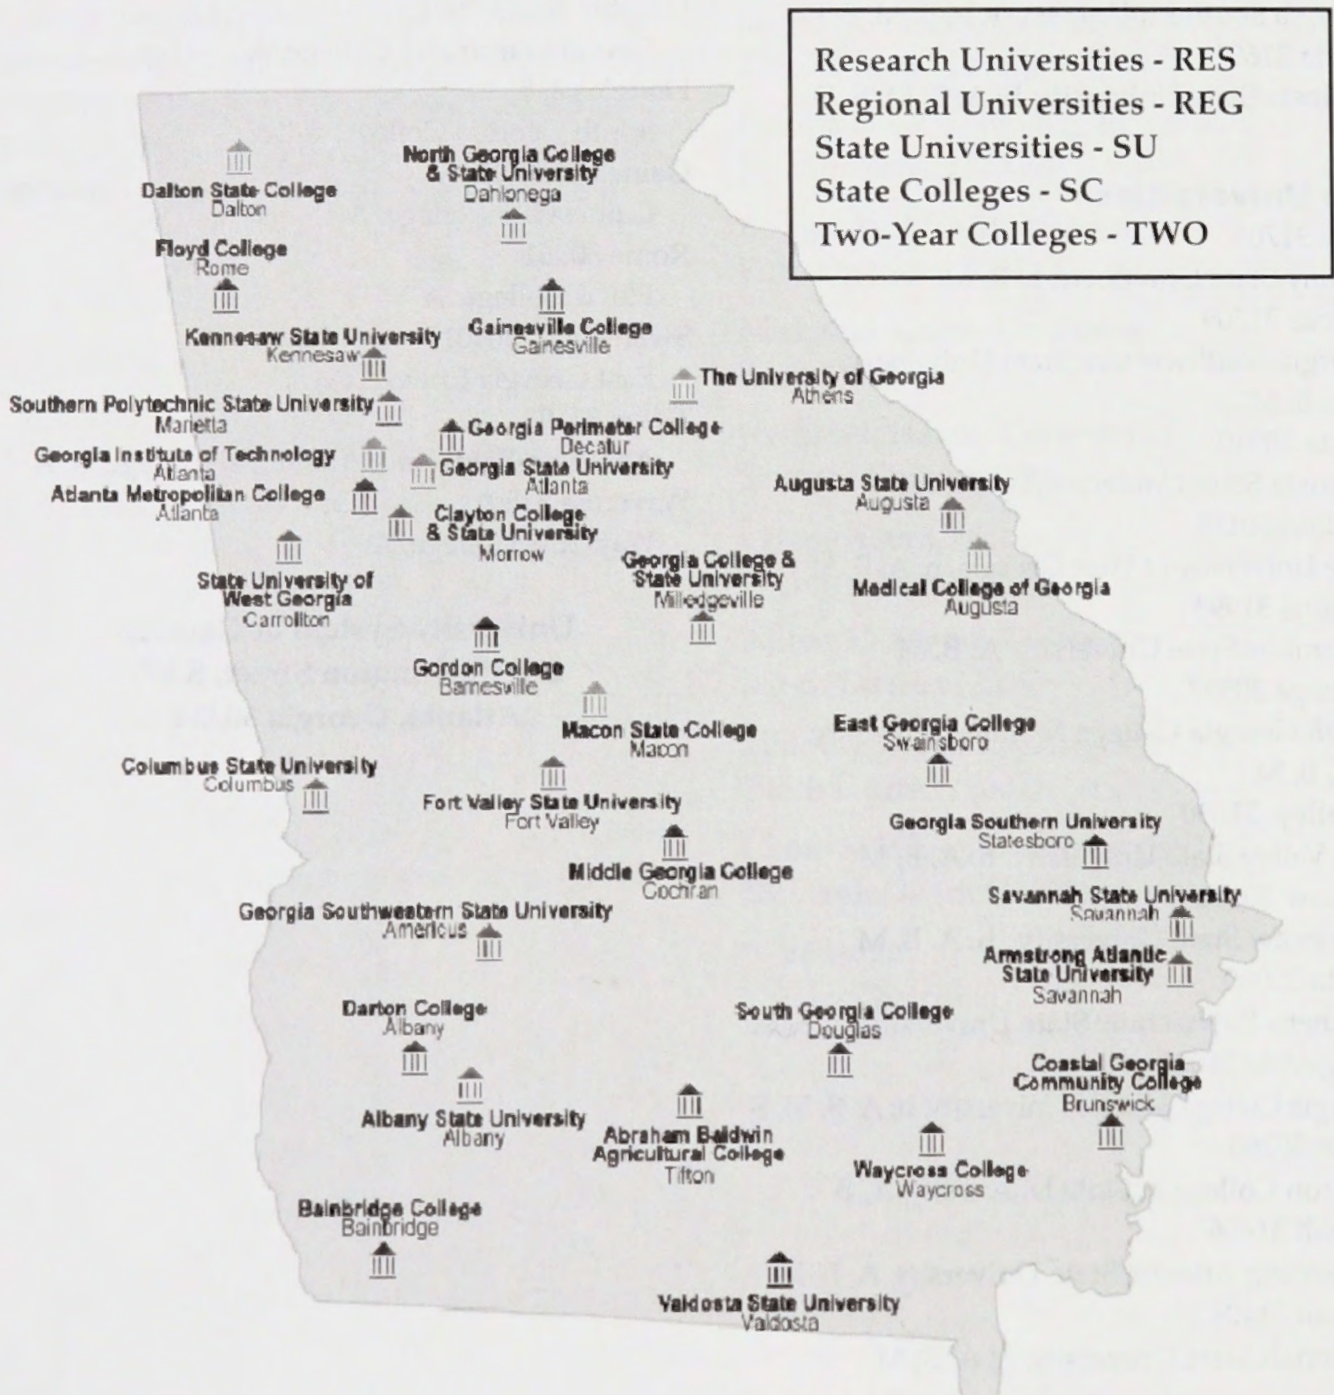 Research Universities - RES
Regional Universities - REG
State Universities - SU
State Colleges - SC
Two-Year Colleges - TWO
Dalton State College
Dalton
North Georgia College
& State University
Dahlonega
Floyd College
Rome
Gainesville College
Gainesville
Kennesaw State University
Kennesaw
The University of Georgia
Athens
Southern Polytechnic State University
Marietta
Georgia Perimeter College
Decatur
Georgia Institute of Technology
Atlanta
Georgia State University
Atlanta
Atlanta Metropolitan College
Atlanta
Augusta State University
Augusta
Clayton College
& State University
Morrow
Georgia College &
State University
Milledgeville
Medical College of Georgia
Augusta
State University of
West Georgia
Carrollton
Gordon College
Barnesville
Macon State College
Macon
East Georgia College
Swainsboro
Columbus State University
Columbus
Fort Valley State University
Fort Valley
Georgia Southern University
Statesboro
Middle Georgia College
Cochran
Savannah State University
Savannah
Georgia Southwestern State University
Americus
Armstrong Atlantic
State University
Savannah
Darton College
Albany
South Georgia College
Douglas
Coastal Georgia
Community College
Brunswick
Albany State University
Albany
Abraham Baldwin
Agricultural College
Tifton
Waycross College
Waycross
Bainbridge College
Bainbridge
Valdosta State University
Valdosta